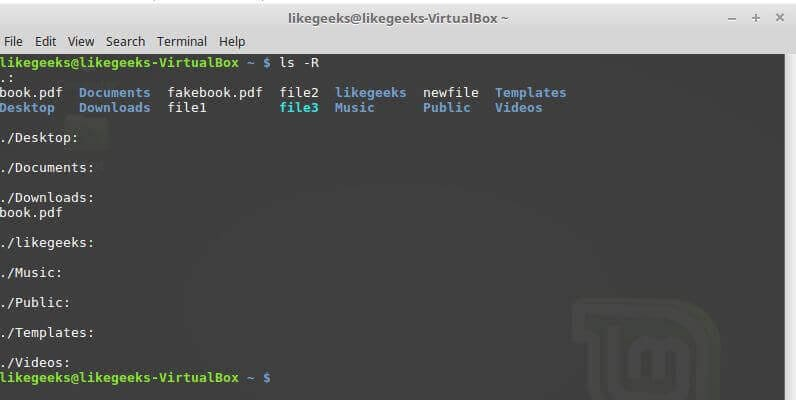 likegeeks@likegeeks-VirtualBox ~
File Edit View Search Terminal Help
likegeeks@likegeeks-VirtualBox ~ $ ls -R
.:
book.pdf Documents fakebook.pdf file2 likegeeks newfile Templates
Desktop Downloads file1 file3 Music Public Videos
./Desktop:
./Documents:
./Downloads:
book.pdf
./likegeeks:
./Music:
./Public:
./Templates:
./Videos:
likegeeks@likegeeks-VirtualBox ~ $